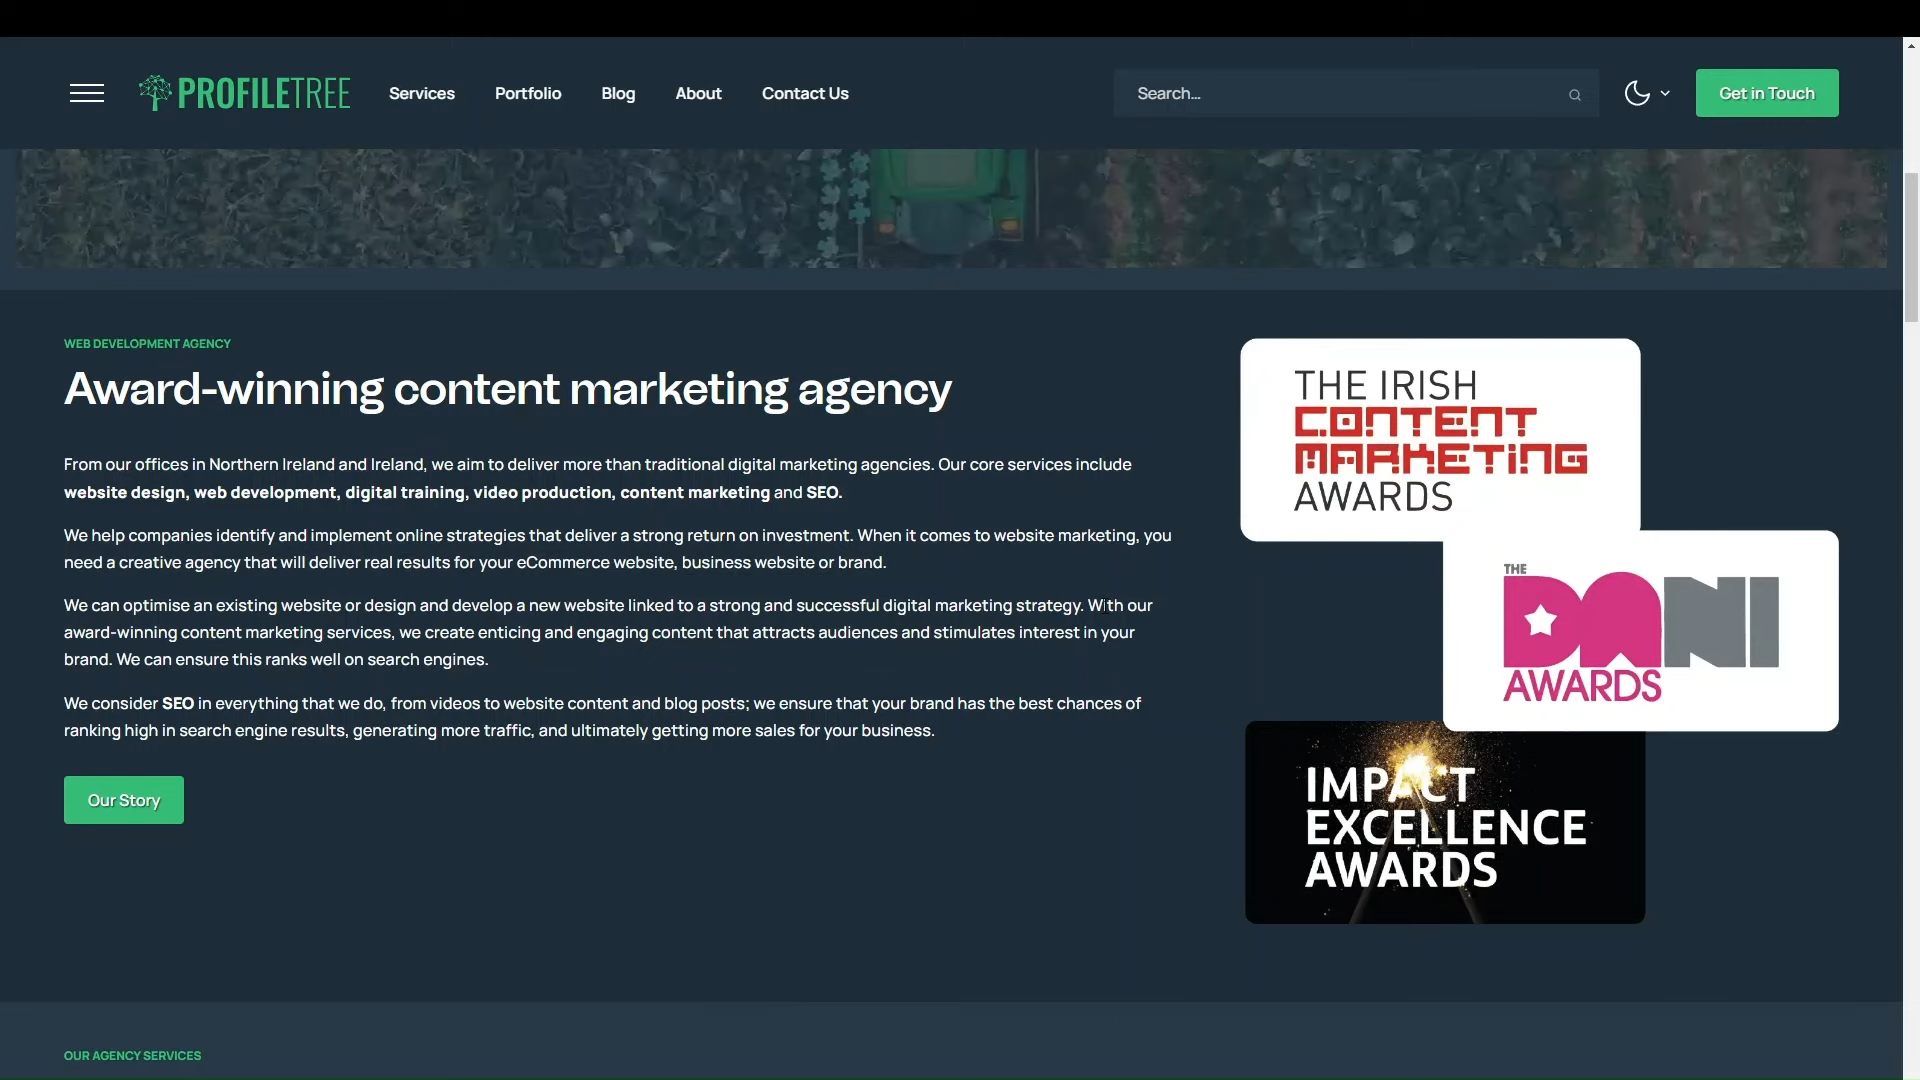 PROFILETREE
Services
Portfolio
Blog
About
Contact Us
Search...
Get in Touch
WEB DEVELOPMENT AGENCY
Award-winning content marketing agency
From our offices in Northern Ireland and Ireland, we aim to deliver more than traditional digital marketing agencies. Our core services include
website design, web development, digital training, video production, content marketing and SEO.
We help companies identify and implement online strategies that deliver a strong return on investment. When it comes to website marketing, you
need a creative agency that will deliver real results for your eCommerce website, business website or brand.
We can optimise an existing website or design and develop a new website linked to a strong and successful digital marketing strategy. With our
award-winning content marketing services, we create enticing and engaging content that attracts audiences and stimulates interest in your
brand. We can ensure this ranks well on search engines.
We consider SEO in everything that we do, from videos to website content and blog posts; we ensure that your brand has the best chances of
ranking high in search engine results, generating more traffic, and ultimately getting more sales for your business.
Our Story
THE IRISH
CONTENT
MARKETING
AWARDS
THE
DANI
AWARDS
IMPACT
EXCELLENCE
AWARDS
OUR AGENCY SERVICES